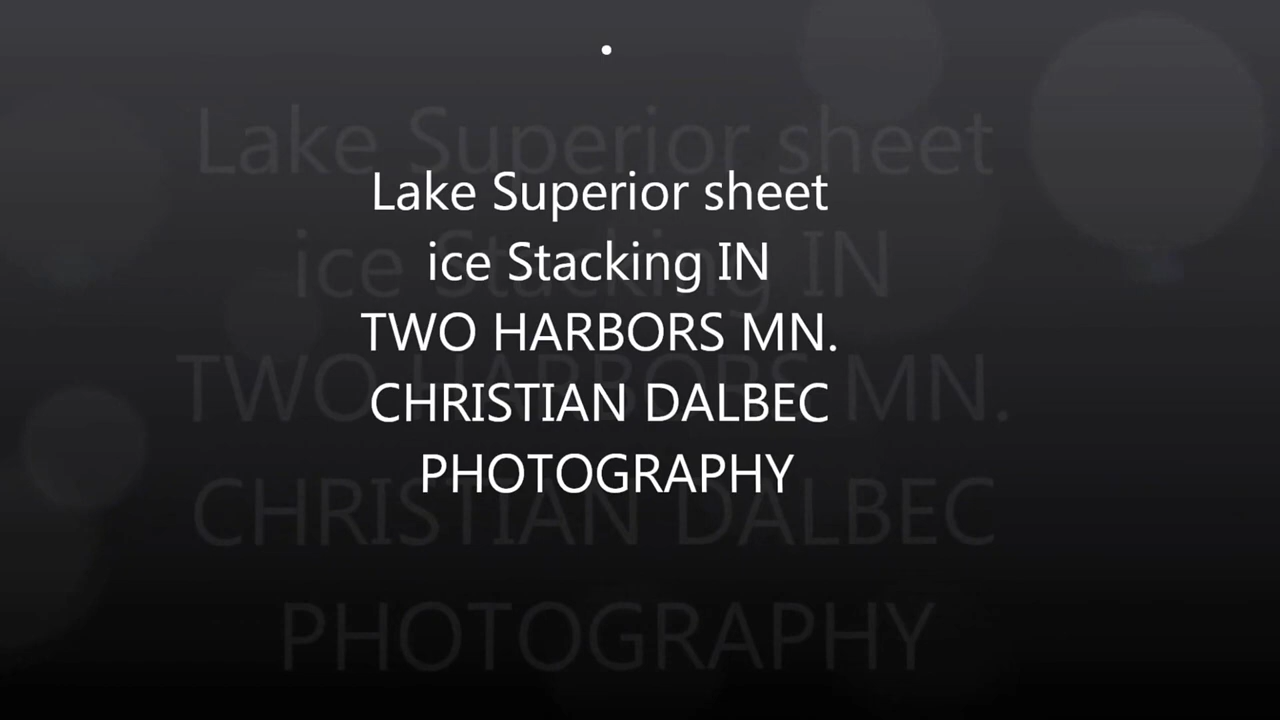 Lake Superior sheet
ice Stacking IN
TWO HARBORS MN.
CHRISTIAN DALBEC
PHOTOGRAPHY